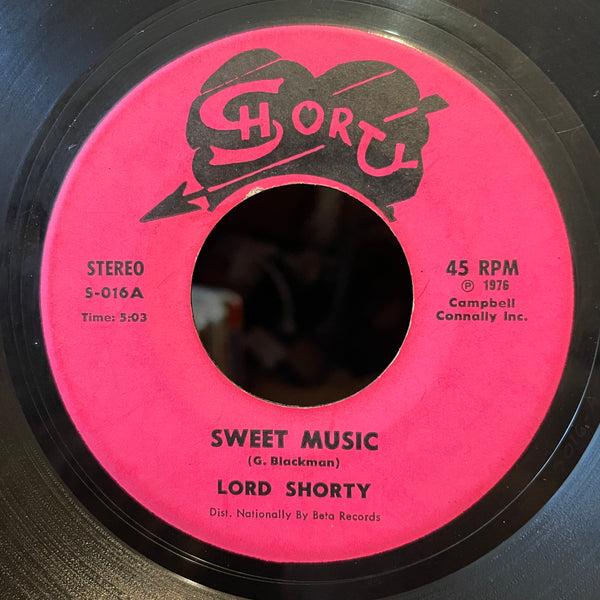 SHORTY
STEREO
S-016A
Time: 5:03
45 RPM
℗ 1976
Campbell
Connally Inc.
SWEET MUSIC
(G. Blackman)
LORD SHORTY
Dist. Nationally By Beta Records